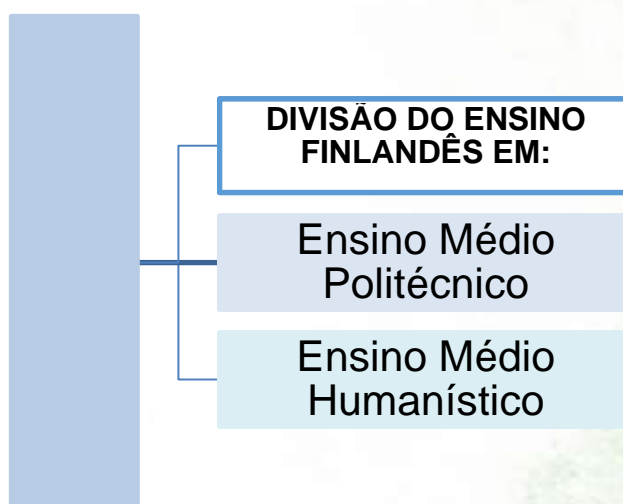 DIVISÃO DO ENSINO
FINLANDÊS EM:
Ensino Médio
Politécnico
Ensino Médio
Humanístico